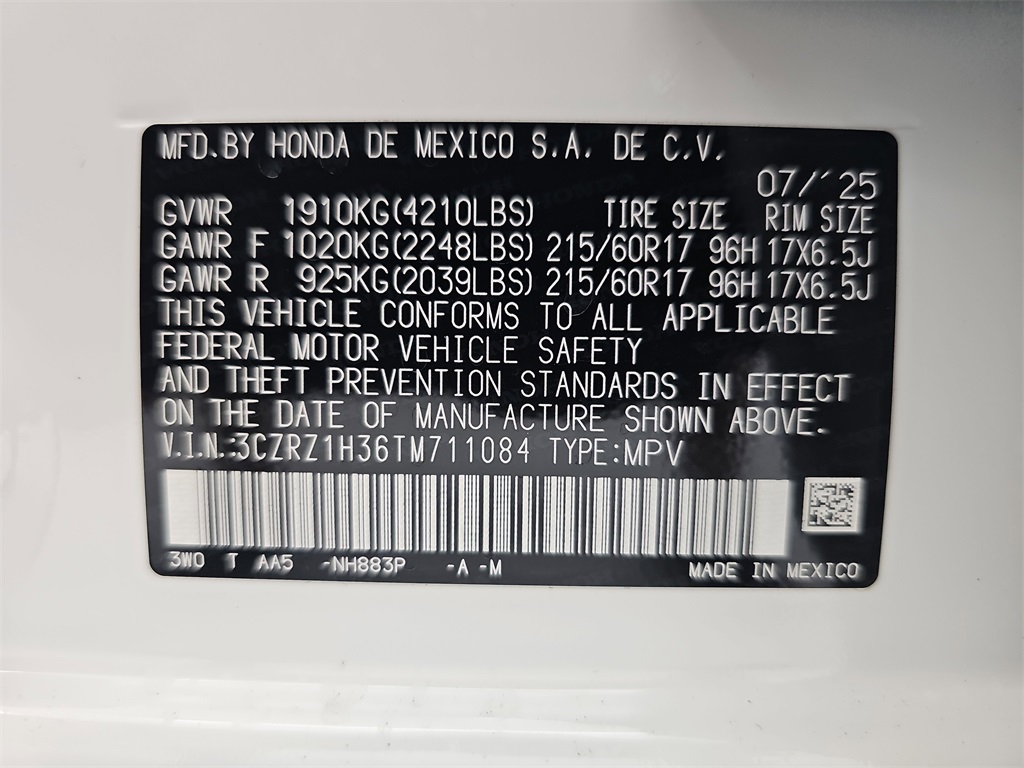 MFD. BY HONDA DE MEXICO S.A. DE C.V.
07/'25
GVWR 1910KG(4210LBS) TIRE SIZE RIM SIZE
GAWR F 1020KG(2248LBS) 215/60R17 96H 17X6.5J
GAWR R 925KG(2039LBS) 215/60R17 96H 17X6.5J
THIS VEHICLE CONFORMS TO ALL APPLICABLE
FEDERAL MOTOR VEHICLE SAFETY
AND THEFT PREVENTION STANDARDS IN EFFECT
ON THE DATE OF MANUFACTURE SHOWN ABOVE.
V.I.N.:3CZRZ1H36TM711084 TYPE:MPV
3W0 T AA5 -NH883P -A -M MADE IN MEXICO